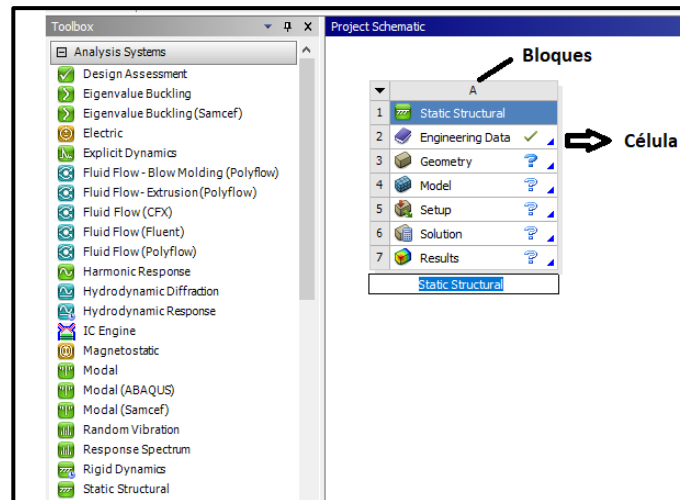 Toolbox
Analysis Systems
Design Assessment
Eigenvalue Buckling
Eigenvalue Buckling (Samcef)
Electric
Explicit Dynamics
Fluid Flow - Blow Molding (Polyflow)
Fluid Flow - Extrusion (Polyflow)
Fluid Flow (CFX)
Fluid Flow (Fluent)
Fluid Flow (Polyflow)
Harmonic Response
Hydrodynamic Diffraction
Hydrodynamic Response
IC Engine
Magnetostatic
Modal
Modal (ABAQUS)
Modal (Samcef)
Random Vibration
Response Spectrum
Rigid Dynamics
Static Structural
Project Schematic
Bloques
A
1 Static Structural
2 Engineering Data
Célula
3 Geometry ?
4 Model ?
5 Setup ?
6 Solution ?
7 Results ?
Static Structural